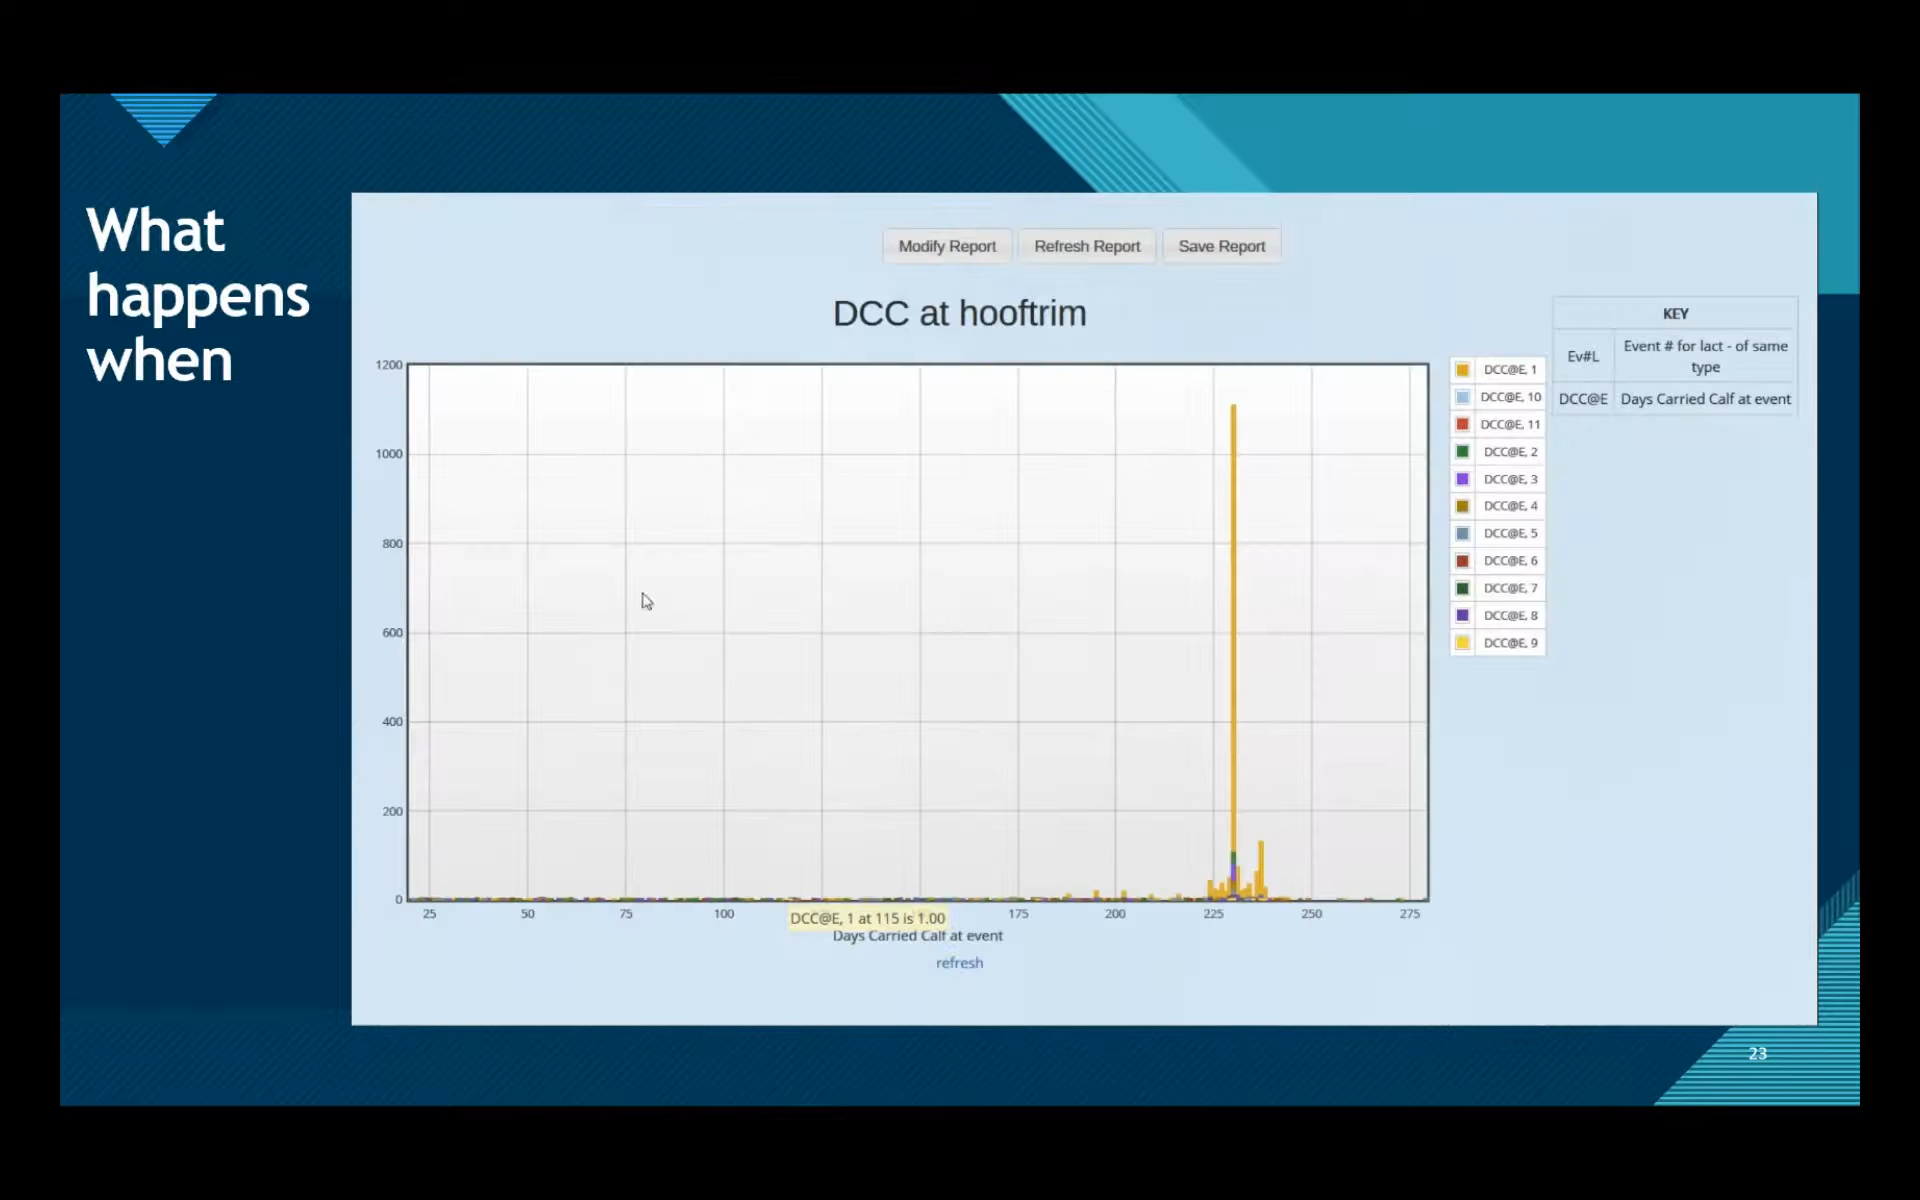 What
happens
when
Modify Report
Refresh Report
Save Report
DCC at hooftrim
KEY
Ev#L
Event # for lact - of same
type
DCC@E
Days Carried Calf at event
1200
1000
800
600
400
200
0
25
50
75
100
175
200
225
250
275
DCC@E, 1 at 115 is 1.00
Days Carried Calf at event
refresh
DCC@E, 1
DCC@E, 10
DCC@E, 11
DCC@E, 2
DCC@E, 3
DCC@E, 4
DCC@E, 5
DCC@E, 6
DCC@E, 7
DCC@E, 8
DCC@E, 9
23